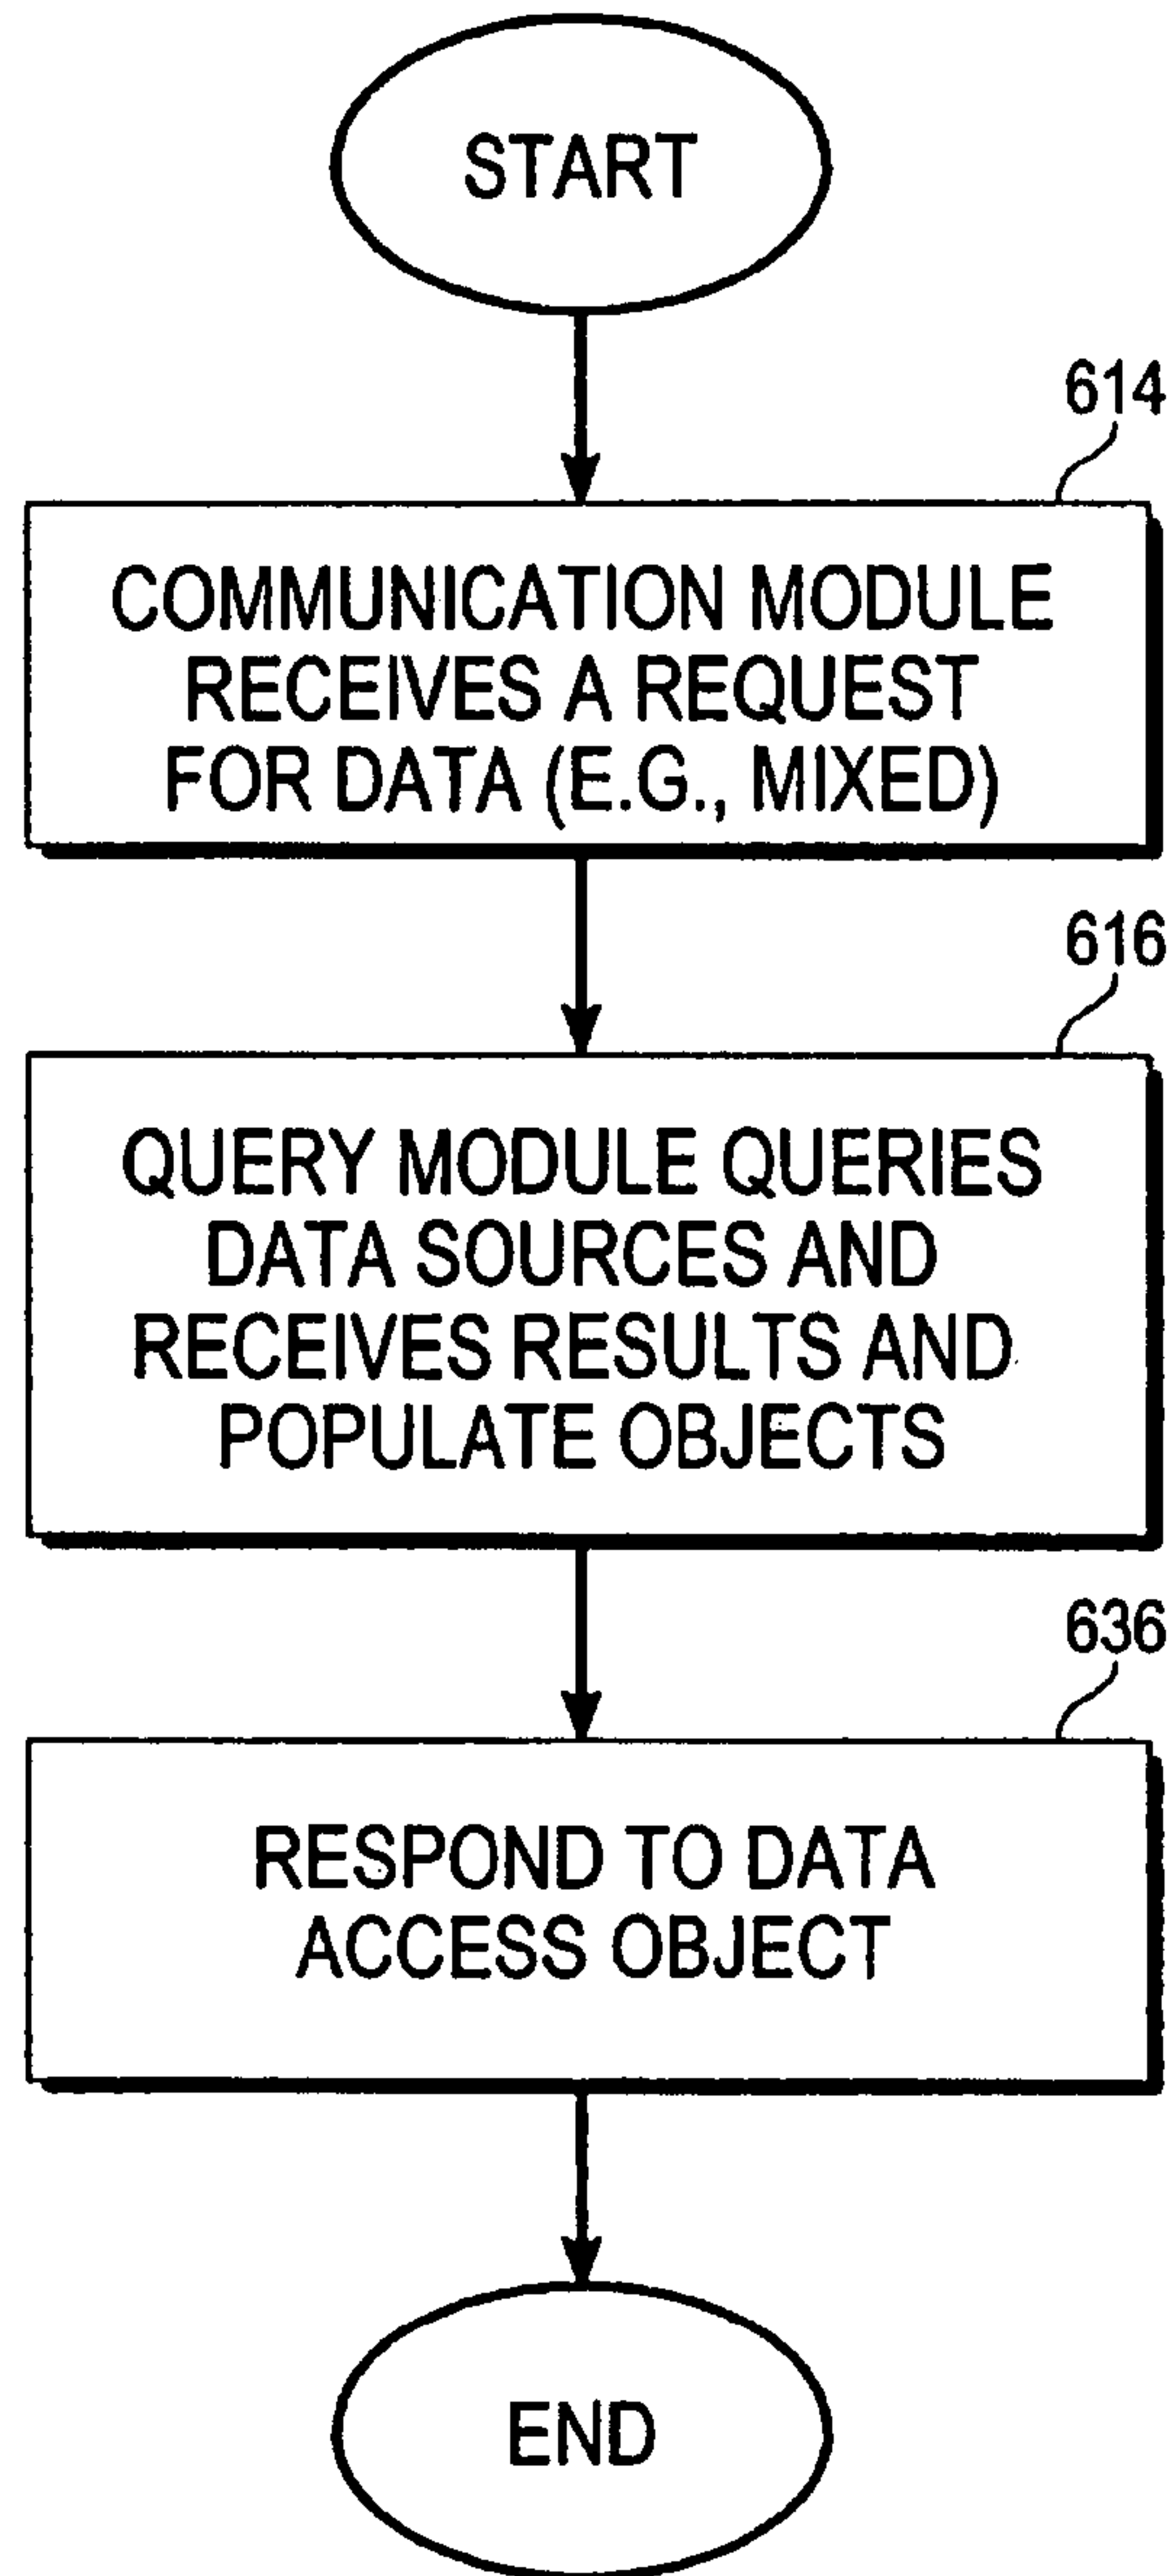 START
614
COMMUNICATION MODULE
RECEIVES A REQUEST
FOR DATA (E.G., MIXED)
616
QUERY MODULE QUERIES
DATA SOURCES AND
RECEIVES RESULTS AND
POPULATE OBJECTS
636
RESPOND TO DATA
ACCESS OBJECT
END